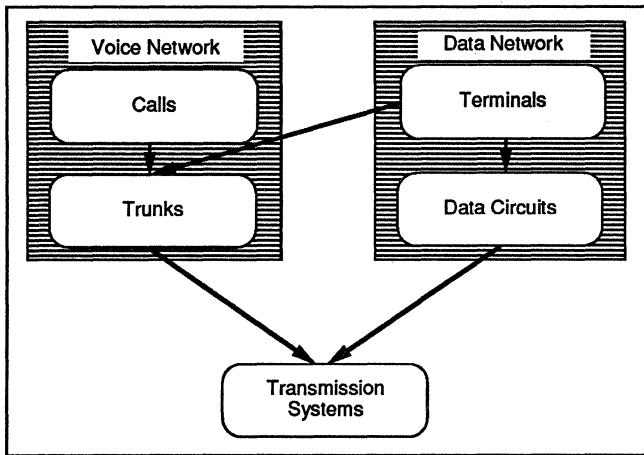 Voice Network
Calls
Trunks
Data Network
Terminals
Data Circuits
Transmission
Systems